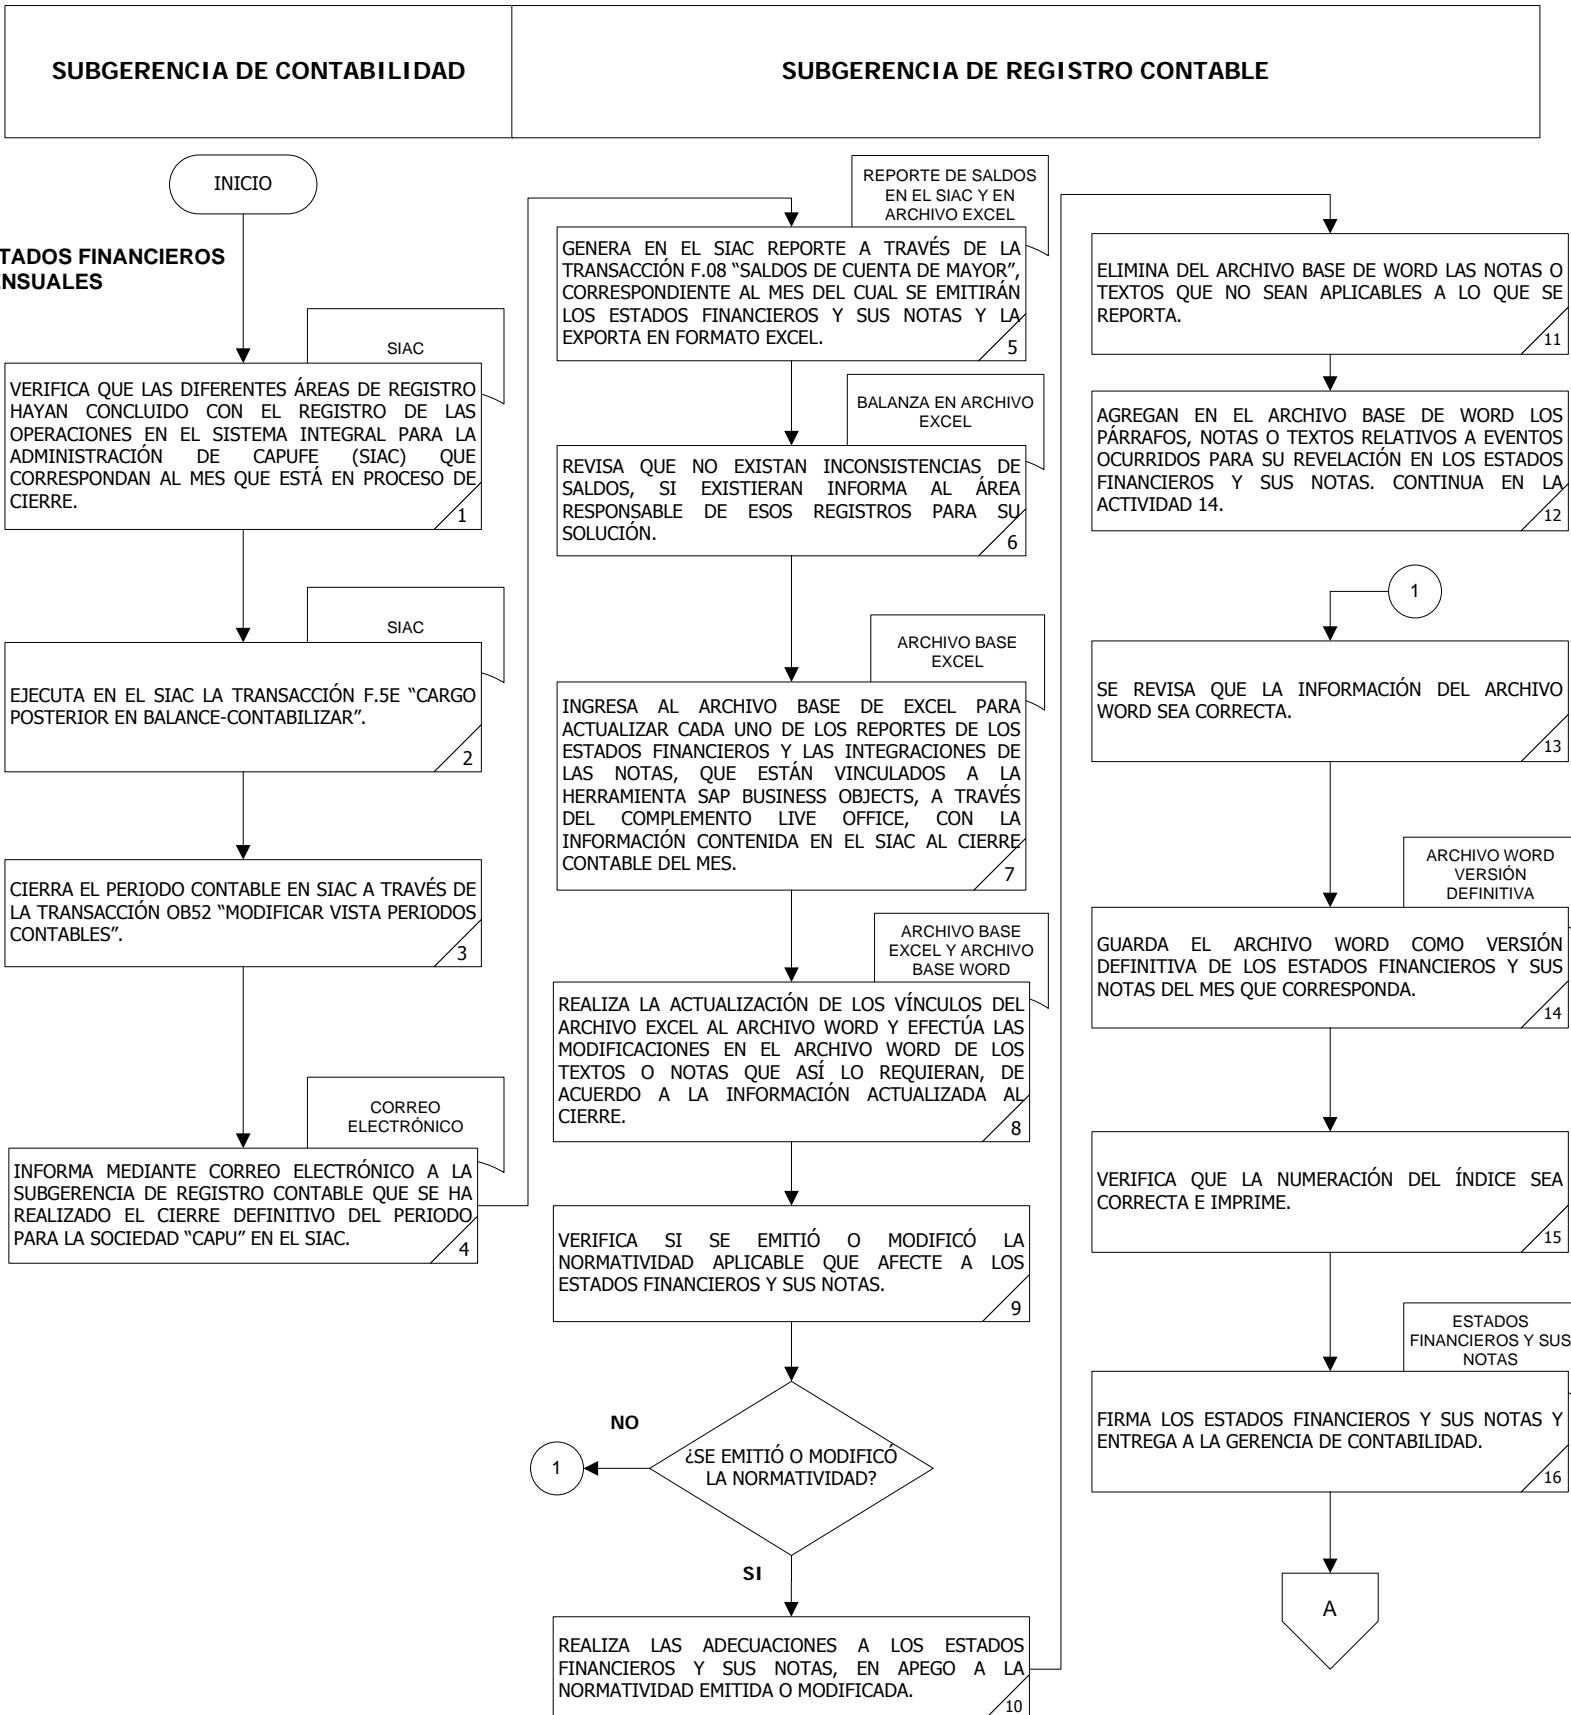 SUBGERENCIA DE CONTABILIDAD
SUBGERENCIA DE REGISTRO CONTABLE
INICIO
TADOS FINANCIEROS
ENSUALES
SIAC
VERIFICA QUE LAS DIFERENTES ÁREAS DE REGISTRO
HAYAN CONCLUIDO CON EL REGISTRO DE LAS
OPERACIONES EN EL SISTEMA INTEGRAL PARA LA
ADMINISTRACIÓN DE CAPUFE (SIAC) QUE
CORRESPONDAN AL MES QUE ESTÁ EN PROCESO DE
CIERRE.
1
SIAC
EJECUTA EN EL SIAC LA TRANSACCIÓN F.5E “CARGO
POSTERIOR EN BALANCE-CONTABILIZAR”.
2
CIERRA EL PERIODO CONTABLE EN SIAC A TRAVÉS DE
LA TRANSACCIÓN OB52 “MODIFICAR VISTA PERIODOS
CONTABLES”.
3
CORREO
ELECTRÓNICO
INFORMA MEDIANTE CORREO ELECTRÓNICO A LA
SUBGERENCIA DE REGISTRO CONTABLE QUE SE HA
REALIZADO EL CIERRE DEFINITIVO DEL PERIODO
PARA LA SOCIEDAD “CAPU” EN EL SIAC.
4
REPORTE DE SALDOS
EN EL SIAC Y EN
ARCHIVO EXCEL
GENERA EN EL SIAC REPORTE A TRAVÉS DE LA
TRANSACCIÓN F.08 “SALDOS DE CUENTA DE MAYOR”,
CORRESPONDIENTE AL MES DEL CUAL SE EMITIRÁN
LOS ESTADOS FINANCIEROS Y SUS NOTAS Y LA
EXPORTA EN FORMATO EXCEL.
5
BALANZA EN ARCHIVO
EXCEL
REVISA QUE NO EXISTAN INCONSISTENCIAS DE
SALDOS, SI EXISTIERAN INFORMA AL ÁREA
RESPONSABLE DE ESOS REGISTROS PARA SU
SOLUCIÓN.
6
ARCHIVO BASE
EXCEL
INGRESA AL ARCHIVO BASE DE EXCEL PARA
ACTUALIZAR CADA UNO DE LOS REPORTES DE LOS
ESTADOS FINANCIEROS Y LAS INTEGRACIONES DE
LAS NOTAS, QUE ESTÁN VINCULADOS A LA
HERRAMIENTA SAP BUSINESS OBJECTS, A TRAVÉS
DEL COMPLEMENTO LIVE OFFICE, CON LA
INFORMACIÓN CONTENIDA EN EL SIAC AL CIERRE
CONTABLE DEL MES.
7
ARCHIVO BASE
EXCEL Y ARCHIVO
BASE WORD
REALIZA LA ACTUALIZACIÓN DE LOS VÍNCULOS DEL
ARCHIVO EXCEL AL ARCHIVO WORD Y EFECTÚA LAS
MODIFICACIONES EN EL ARCHIVO WORD DE LOS
TEXTOS O NOTAS QUE ASÍ LO REQUIERAN, DE
ACUERDO A LA INFORMACIÓN ACTUALIZADA AL
CIERRE.
8
VERIFICA SI SE EMITIÓ O MODIFICÓ LA
NORMATIVIDAD APLICABLE QUE AFECTE A LOS
ESTADOS FINANCIEROS Y SUS NOTAS.
9
NO
¿SE EMITIÓ O MODIFICÓ
LA NORMATIVIDAD?
1
SI
REALIZA LAS ADECUACIONES A LOS ESTADOS
FINANCIEROS Y SUS NOTAS, EN APEGO A LA
NORMATIVIDAD EMITIDA O MODIFICADA.
10
ELIMINA DEL ARCHIVO BASE DE WORD LAS NOTAS O
TEXTOS QUE NO SEAN APLICABLES A LO QUE SE
REPORTA.
11
AGREGAN EN EL ARCHIVO BASE DE WORD LOS
PÁRRAFOS, NOTAS O TEXTOS RELATIVOS A EVENTOS
OCURRIDOS PARA SU REVELACIÓN EN LOS ESTADOS
FINANCIEROS Y SUS NOTAS. CONTINUA EN LA
ACTIVIDAD 14.
12
1
SE REVISA QUE LA INFORMACIÓN DEL ARCHIVO
WORD SEA CORRECTA.
13
ARCHIVO WORD
VERSIÓN
DEFINITIVA
GUARDA EL ARCHIVO WORD COMO VERSIÓN
DEFINITIVA DE LOS ESTADOS FINANCIEROS Y SUS
NOTAS DEL MES QUE CORRESPONDA.
14
VERIFICA QUE LA NUMERACIÓN DEL ÍNDICE SEA
CORRECTA E IMPRIME.
15
ESTADOS
FINANCIEROS Y SUS
NOTAS
FIRMA LOS ESTADOS FINANCIEROS Y SUS NOTAS Y
ENTREGA A LA GERENCIA DE CONTABILIDAD.
16
A